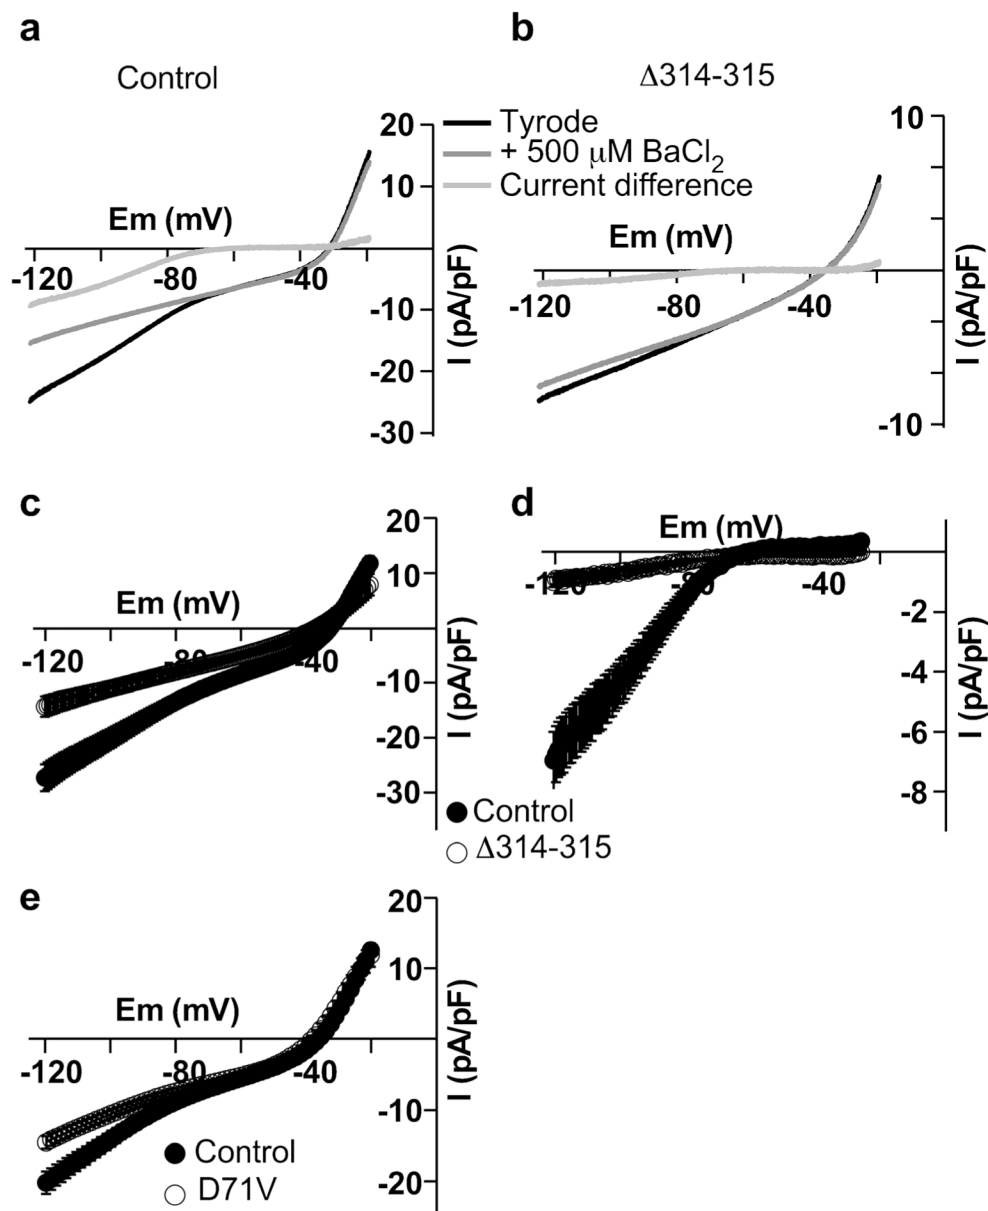 a
b
Control
Δ314-315
Tyrode
+ 500 μM BaCl₂
Current difference
20
10
-10
-20
-30
Em (mV)
-120
-80
-40
I (pA/pF)
10
-10
Em (mV)
-120
-80
-40
I (pA/pF)
c
d
20
10
-10
-20
-30
Em (mV)
-120
-80
-40
I (pA/pF)
Em (mV)
-120
-80
-40
-2
-4
-6
-8
I (pA/pF)
Control
Δ314-315
e
20
10
-10
-20
Em (mV)
-120
-80
-40
I (pA/pF)
Control
D71V